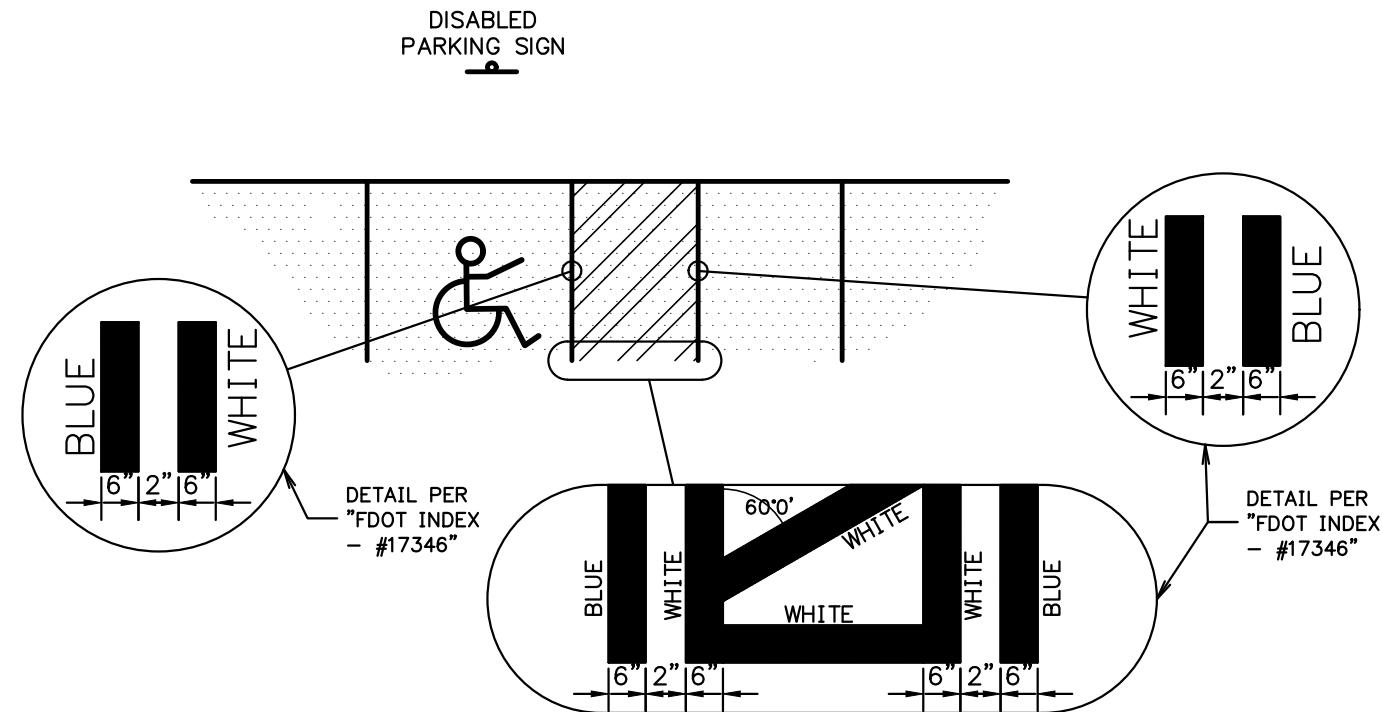 DISABLED
PARKING SIGN
WHITE
BLUE
6” 2” 6”
BLUE
WHITE
6” 2” 6”
DETAIL PER
”FDOT INDEX
- #17346”
DETAIL PER
”FDOT INDEX
- #17346”
60°0'
WHITE
BLUE
WHITE
WHITE
WHITE
BLUE
6” 2” 6”
6” 2” 6”